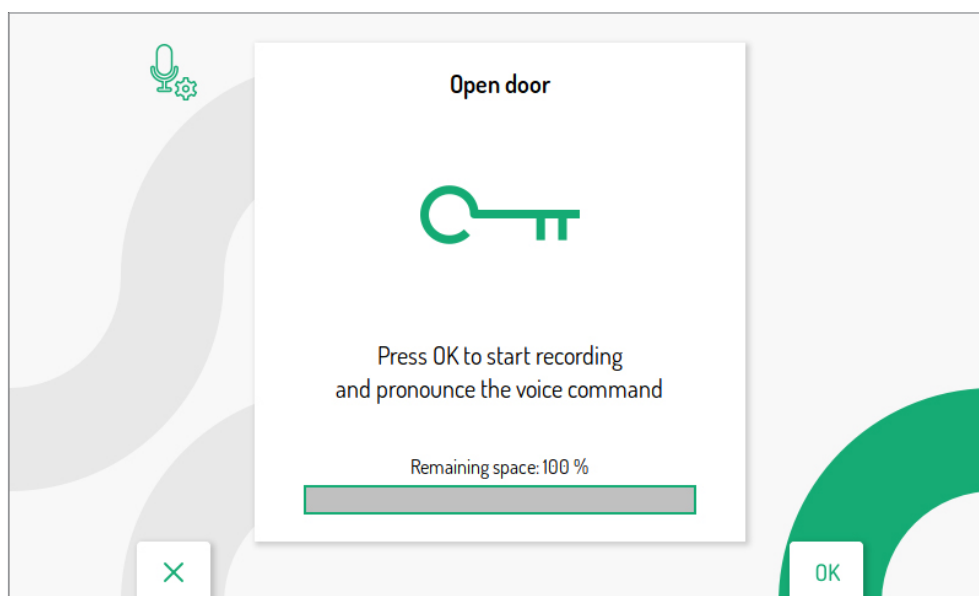 Open door
Press OK to start recording
and pronounce the voice command
Remaining space: 100 %
OK